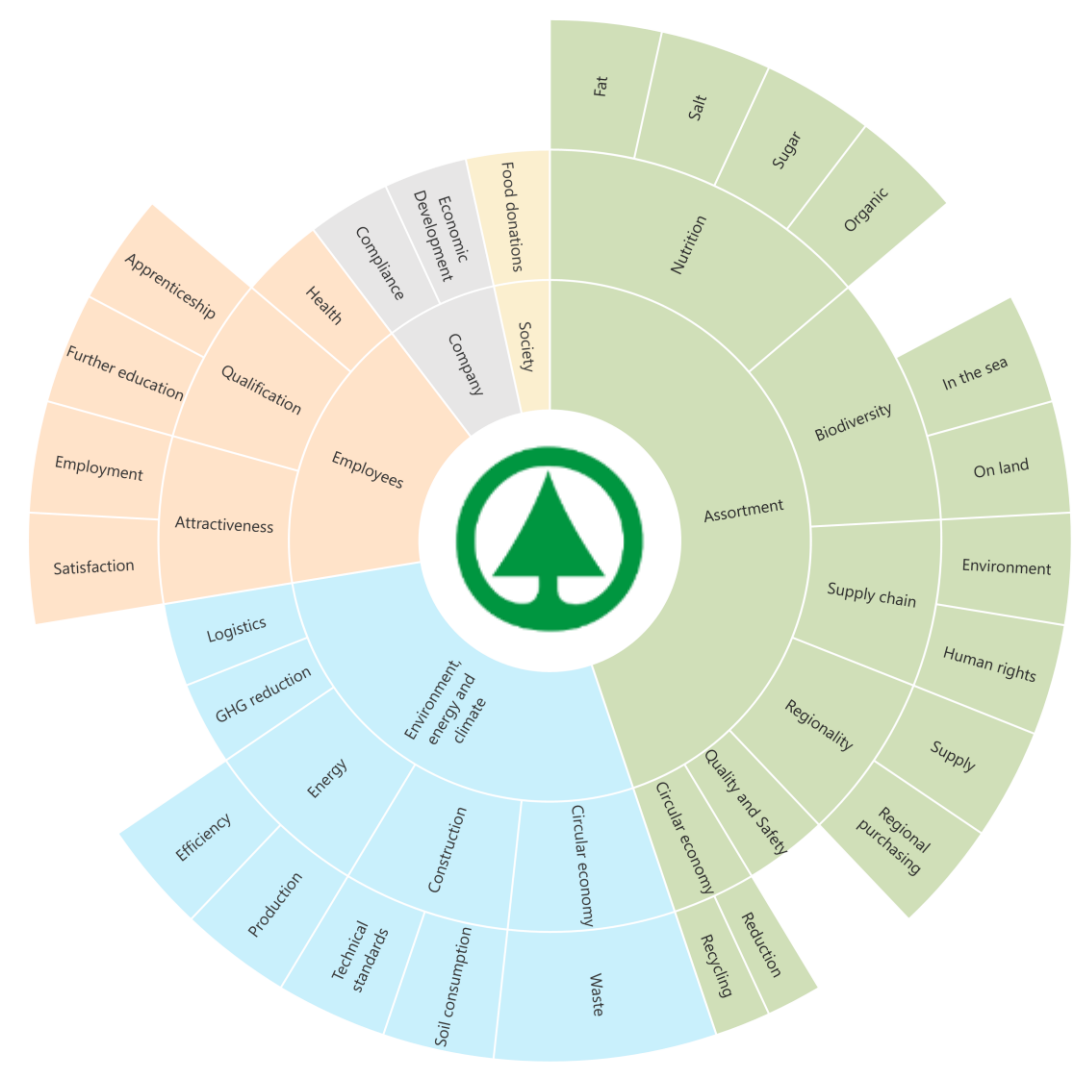 Fat
Salt
Sugar
Organic
Nutrition
In the sea
On land
Biodiversity
Assortment
Environment
Human rights
Supply chain
Supply
Regional
purchasing
Regionality
Quality and Safety
Circular economy
Reduction
Recycling
Environment,
energy and
climate
Circular economy
Waste
Construction
Soil consumption
Technical
standards
Energy
Production
Efficiency
GHG reduction
Logistics
Employees
Attractiveness
Satisfaction
Employment
Qualification
Further education
Apprenticeship
Health
Company
Compliance
Economic
Development
Society
Food donations